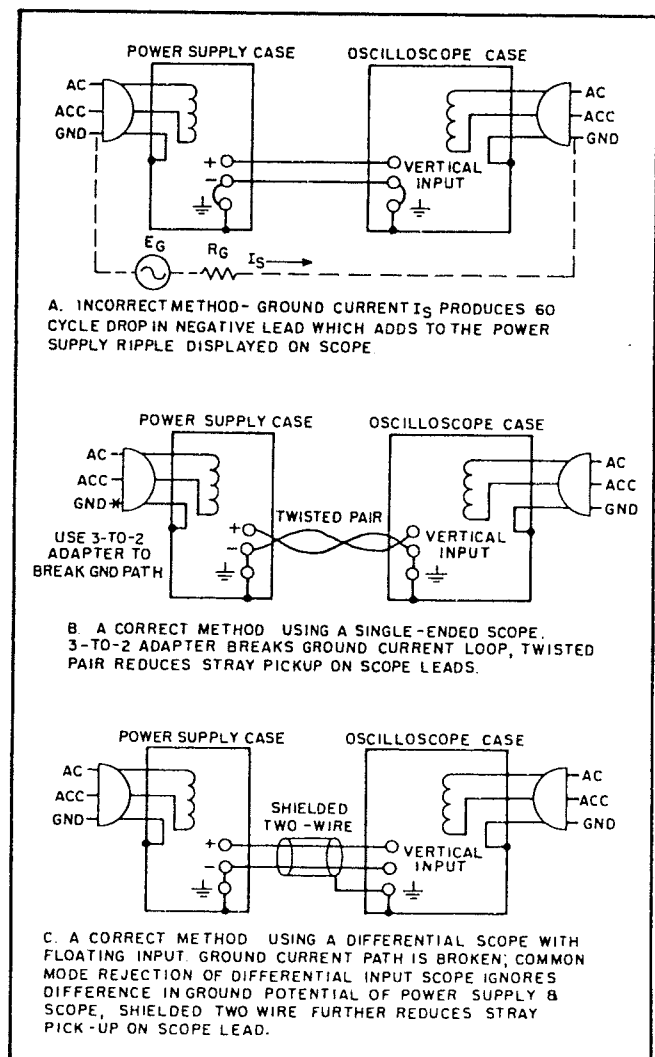 POWER SUPPLY CASE OSCILLOSCOPE CASE
AC AC
ACC ACC
GND GND
+ VERTICAL
- INPUT
EG RG IS
A. INCORRECT METHOD- GROUND CURRENT IS PRODUCES 60
CYCLE DROP IN NEGATIVE LEAD WHICH ADDS TO THE POWER
SUPPLY RIPPLE DISPLAYED ON SCOPE
POWER SUPPLY CASE OSCILLOSCOPE CASE
AC AC
ACC ACC
GND GND
TWISTED PAIR
+ VERTICAL
- INPUT
USE 3-TO-2
ADAPTER TO
BREAK GND PATH
B. A CORRECT METHOD USING A SINGLE-ENDED SCOPE.
3-TO-2 ADAPTER BREAKS GROUND CURRENT LOOP, TWISTED
PAIR REDUCES STRAY PICKUP ON SCOPE LEADS.
POWER SUPPLY CASE OSCILLOSCOPE CASE
AC AC
ACC ACC
GND GND
SHIELDED
TWO-WIRE
+ VERTICAL
- INPUT
C. A CORRECT METHOD USING A DIFFERENTIAL SCOPE WITH
FLOATING INPUT. GROUND CURRENT PATH IS BROKEN; COMMON
MODE REJECTION OF DIFFERENTIAL INPUT SCOPE IGNORES
DIFFERENCE IN GROUND POTENTIAL OF POWER SUPPLY &
SCOPE, SHIELDED TWO WIRE FURTHER REDUCES STRAY
PICK-UP ON SCOPE LEAD.